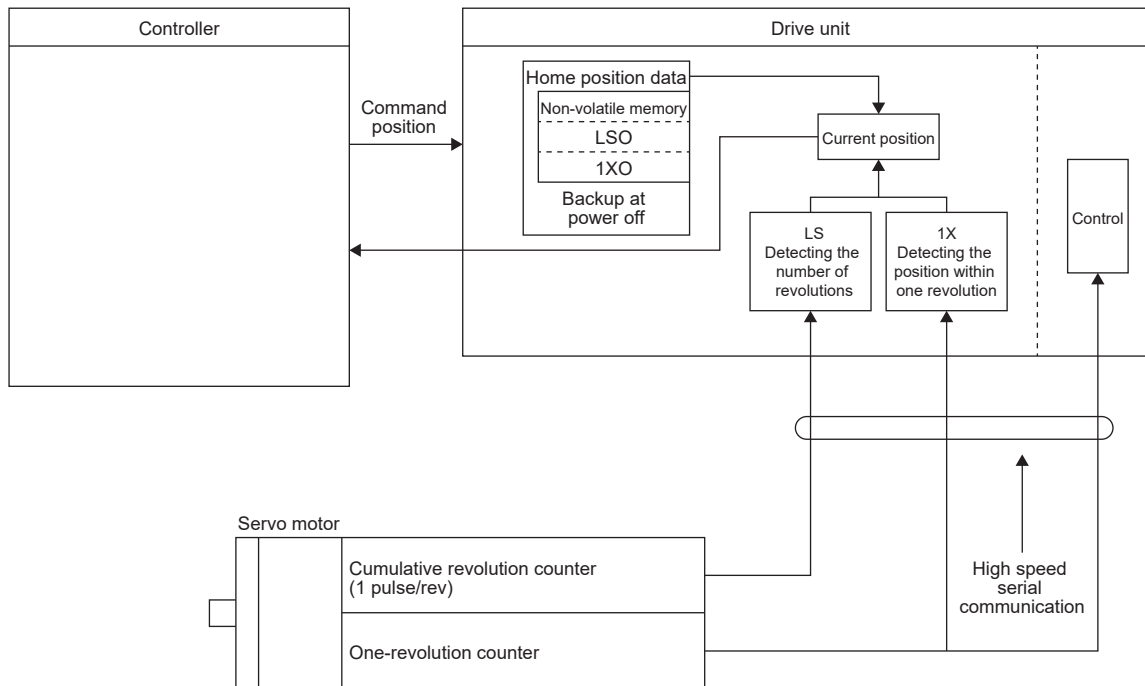 Controller
Drive unit
Command
position
Home position data
Non-volatile memory
LSO
1XO
Backup at
power off
Current position
LS
Detecting the
number of
revolutions
1X
Detecting the
position within
one revolution
Control
Servo motor
Cumulative revolution counter
(1 pulse/rev)
One-revolution counter
High speed
serial
communication